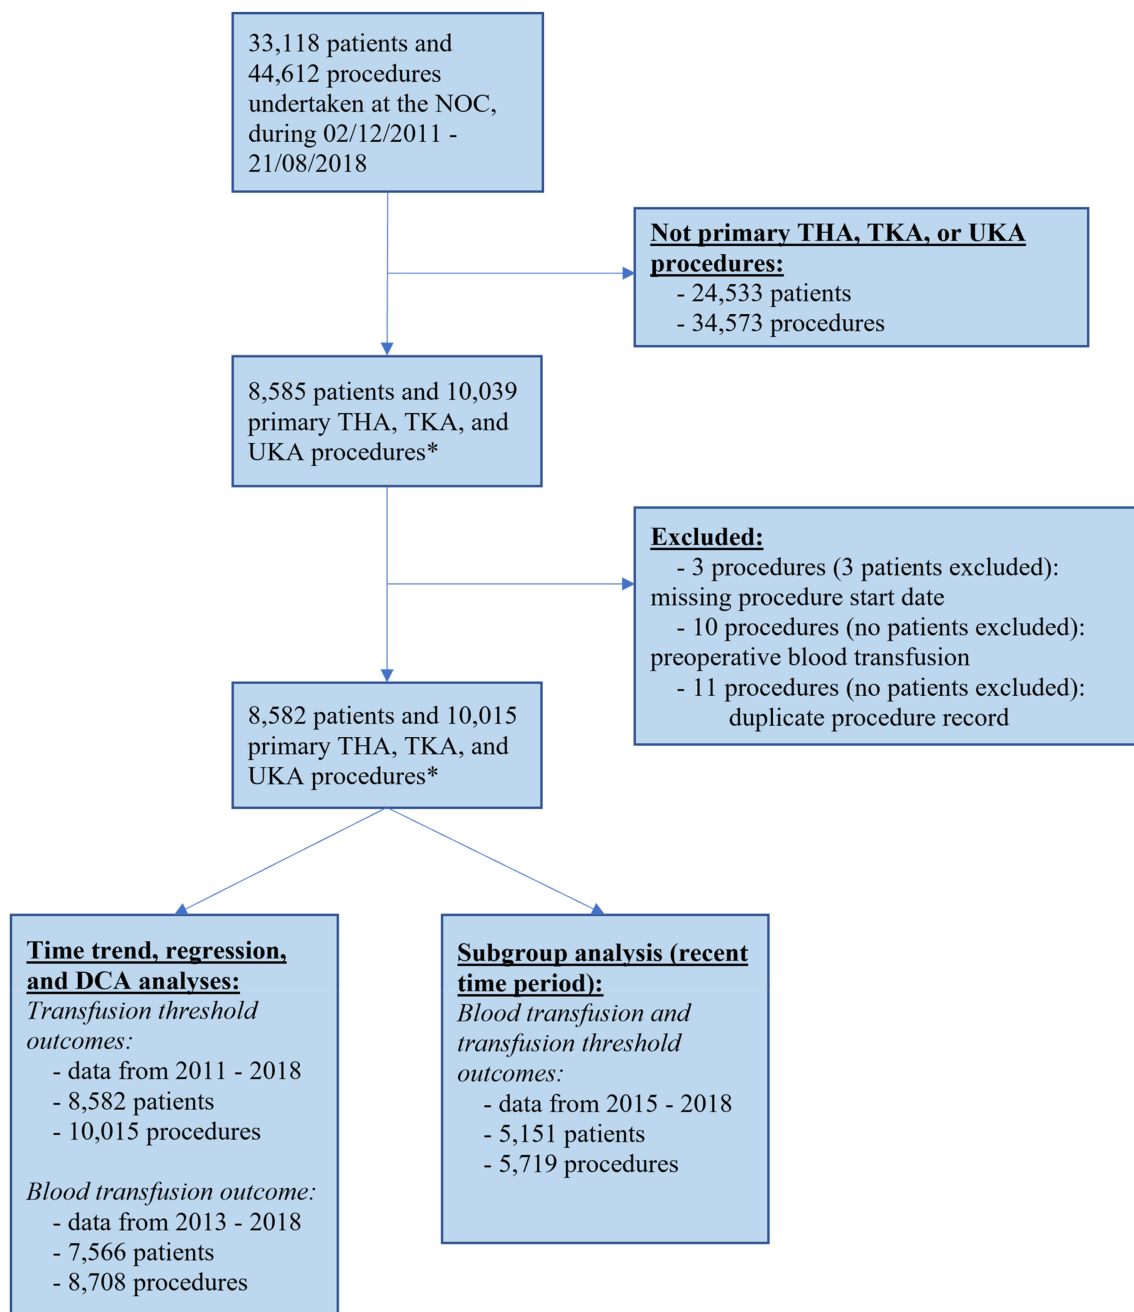 33,118 patients and
44,612 procedures
undertaken at the NOC,
during 02/12/2011 -
21/08/2018
Not primary THA, TKA, or UKA
procedures:
- 24,533 patients
- 34,573 procedures
8,585 patients and 10,039
primary THA, TKA, and
UKA procedures*
Excluded:
- 3 procedures (3 patients excluded):
missing procedure start date
- 10 procedures (no patients excluded):
preoperative blood transfusion
- 11 procedures (no patients excluded):
duplicate procedure record
8,582 patients and 10,015
primary THA, TKA, and
UKA procedures*
Time trend, regression,
and DCA analyses:
Transfusion threshold
outcomes:
- data from 2011 - 2018
- 8,582 patients
- 10,015 procedures
Blood transfusion outcome:
- data from 2013 - 2018
- 7,566 patients
- 8,708 procedures
Subgroup analysis (recent
time period):
Blood transfusion and
transfusion threshold
outcomes:
- data from 2015 - 2018
- 5,151 patients
- 5,719 procedures